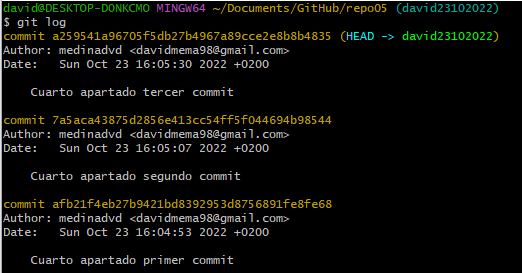 david@DESKTOP-DONKCMO MINGW64 ~/Documents/GitHub/repo05 (david23102022)
$ git log
commit a259541a96705f5db27b4967a89cce2e8b8b4835 (HEAD -> david23102022)
Author: medinadvd <davidmema98@gmail.com>
Date:   Sun Oct 23 16:05:30 2022 +0200
    Cuarto apartado tercer commit
commit 7a5aca43875d2856e413cc54ff5f044694b98544
Author: medinadvd <davidmema98@gmail.com>
Date:   Sun Oct 23 16:05:07 2022 +0200
    Cuarto apartado segundo commit
commit afb21f4eb27b9421bd8392953d8756891fe8fe68
Author: medinadvd <davidmema98@gmail.com>
Date:   Sun Oct 23 16:04:53 2022 +0200
    Cuarto apartado primer commit